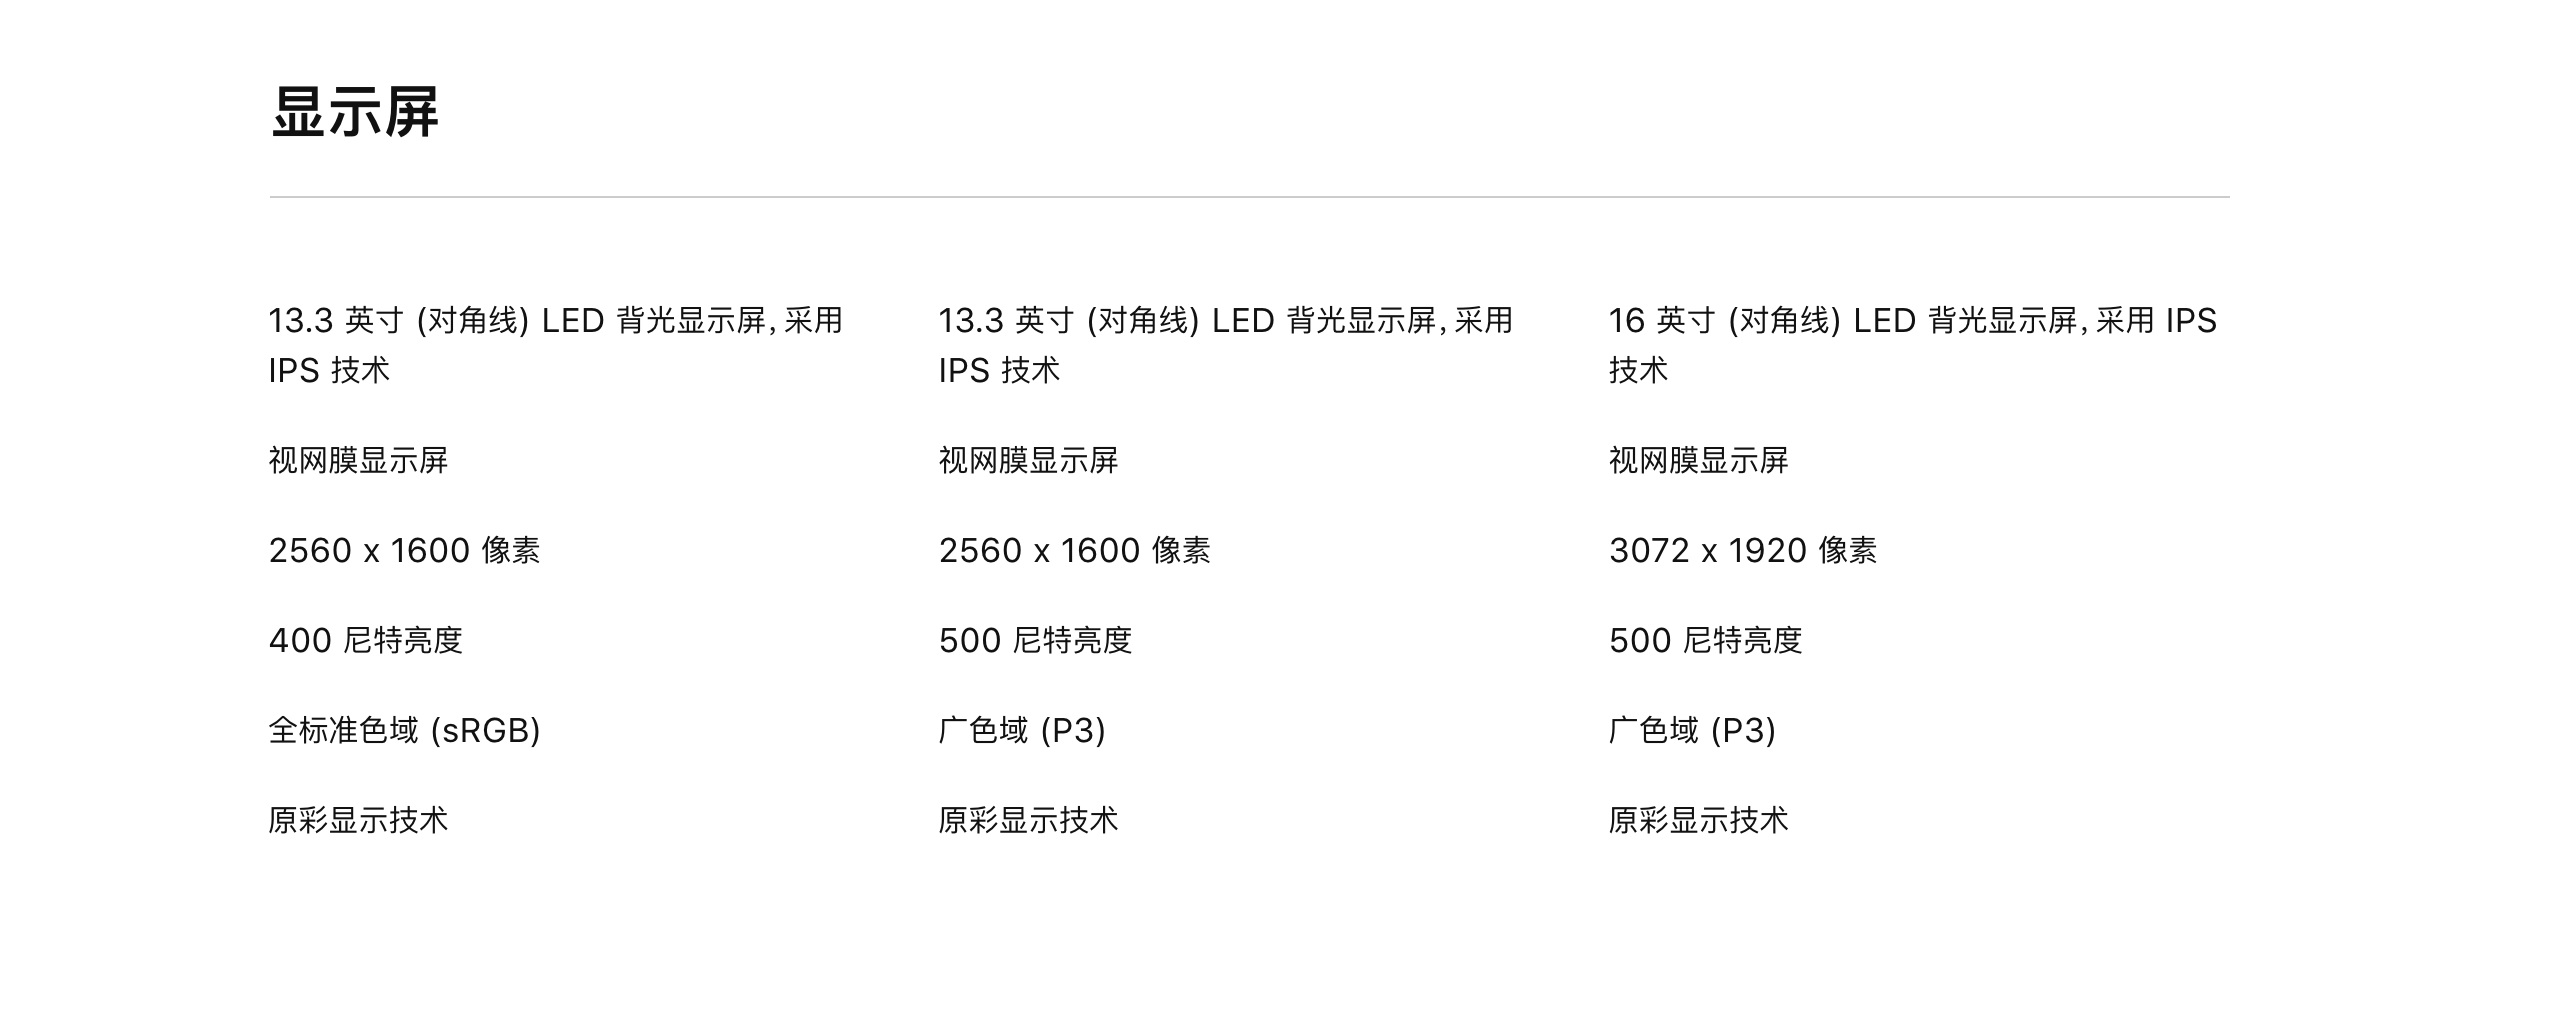 显示屏
13.3 英寸 (对角线) LED 背光显示屏, 采用
IPS 技术
视网膜显示屏
2560 x 1600 像素
400 尼特亮度
全标准色域 (sRGB)
原彩显示技术
13.3 英寸 (对角线) LED 背光显示屏, 采用
IPS 技术
视网膜显示屏
2560 x 1600 像素
500 尼特亮度
广色域 (P3)
原彩显示技术
16 英寸 (对角线) LED 背光显示屏, 采用 IPS
技术
视网膜显示屏
3072 x 1920 像素
500 尼特亮度
广色域 (P3)
原彩显示技术